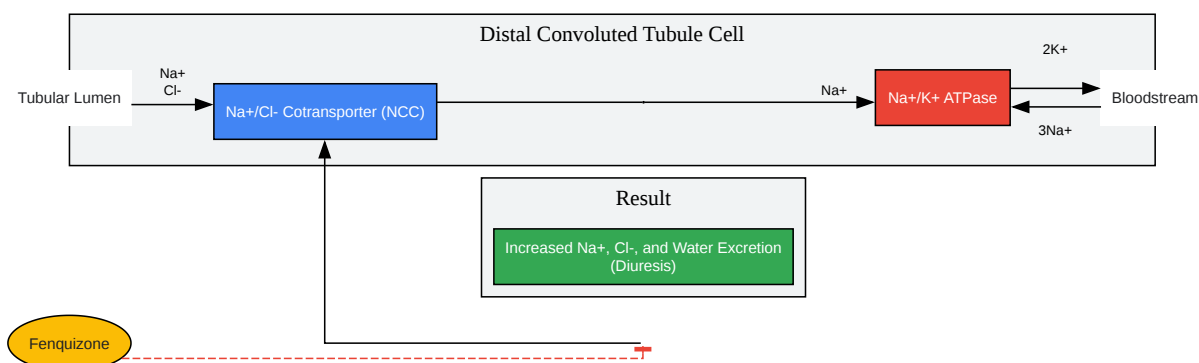 Distal Convoluted Tubule Cell
Na+
Cl-
Tubular Lumen
Na+/Cl- Cotransporter (NCC)
Na+
Na+/K+ ATPase
2K+
3Na+
Bloodstream
Result
Increased Na+, Cl-, and Water Excretion
(Diuresis)
Fenquizone